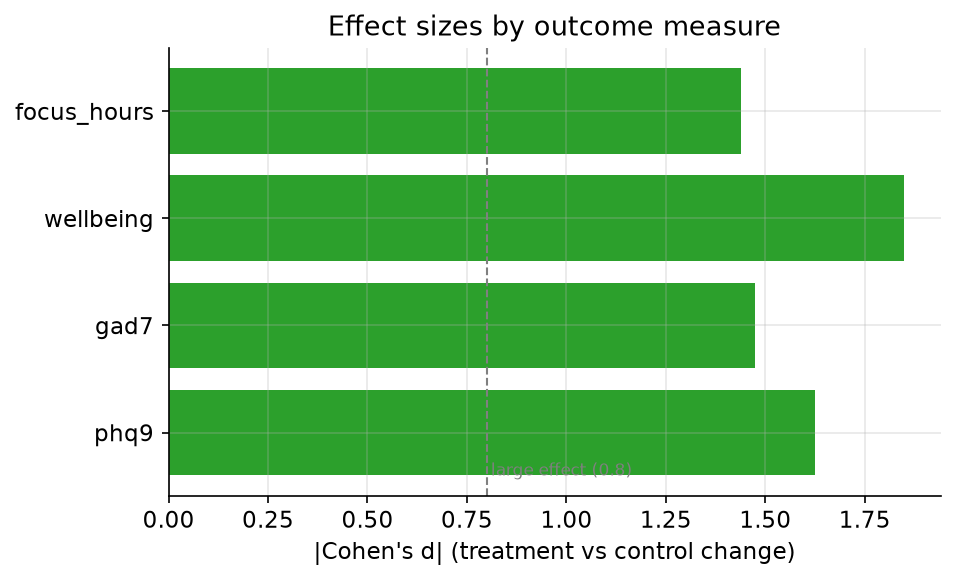 Effect sizes by outcome measure
focus_hours
wellbeing
gad7
phq9
large effect (0.8)
0.00 0.25 0.50 0.75 1.00 1.25 1.50 1.75
|Cohen's d| (treatment vs control change)